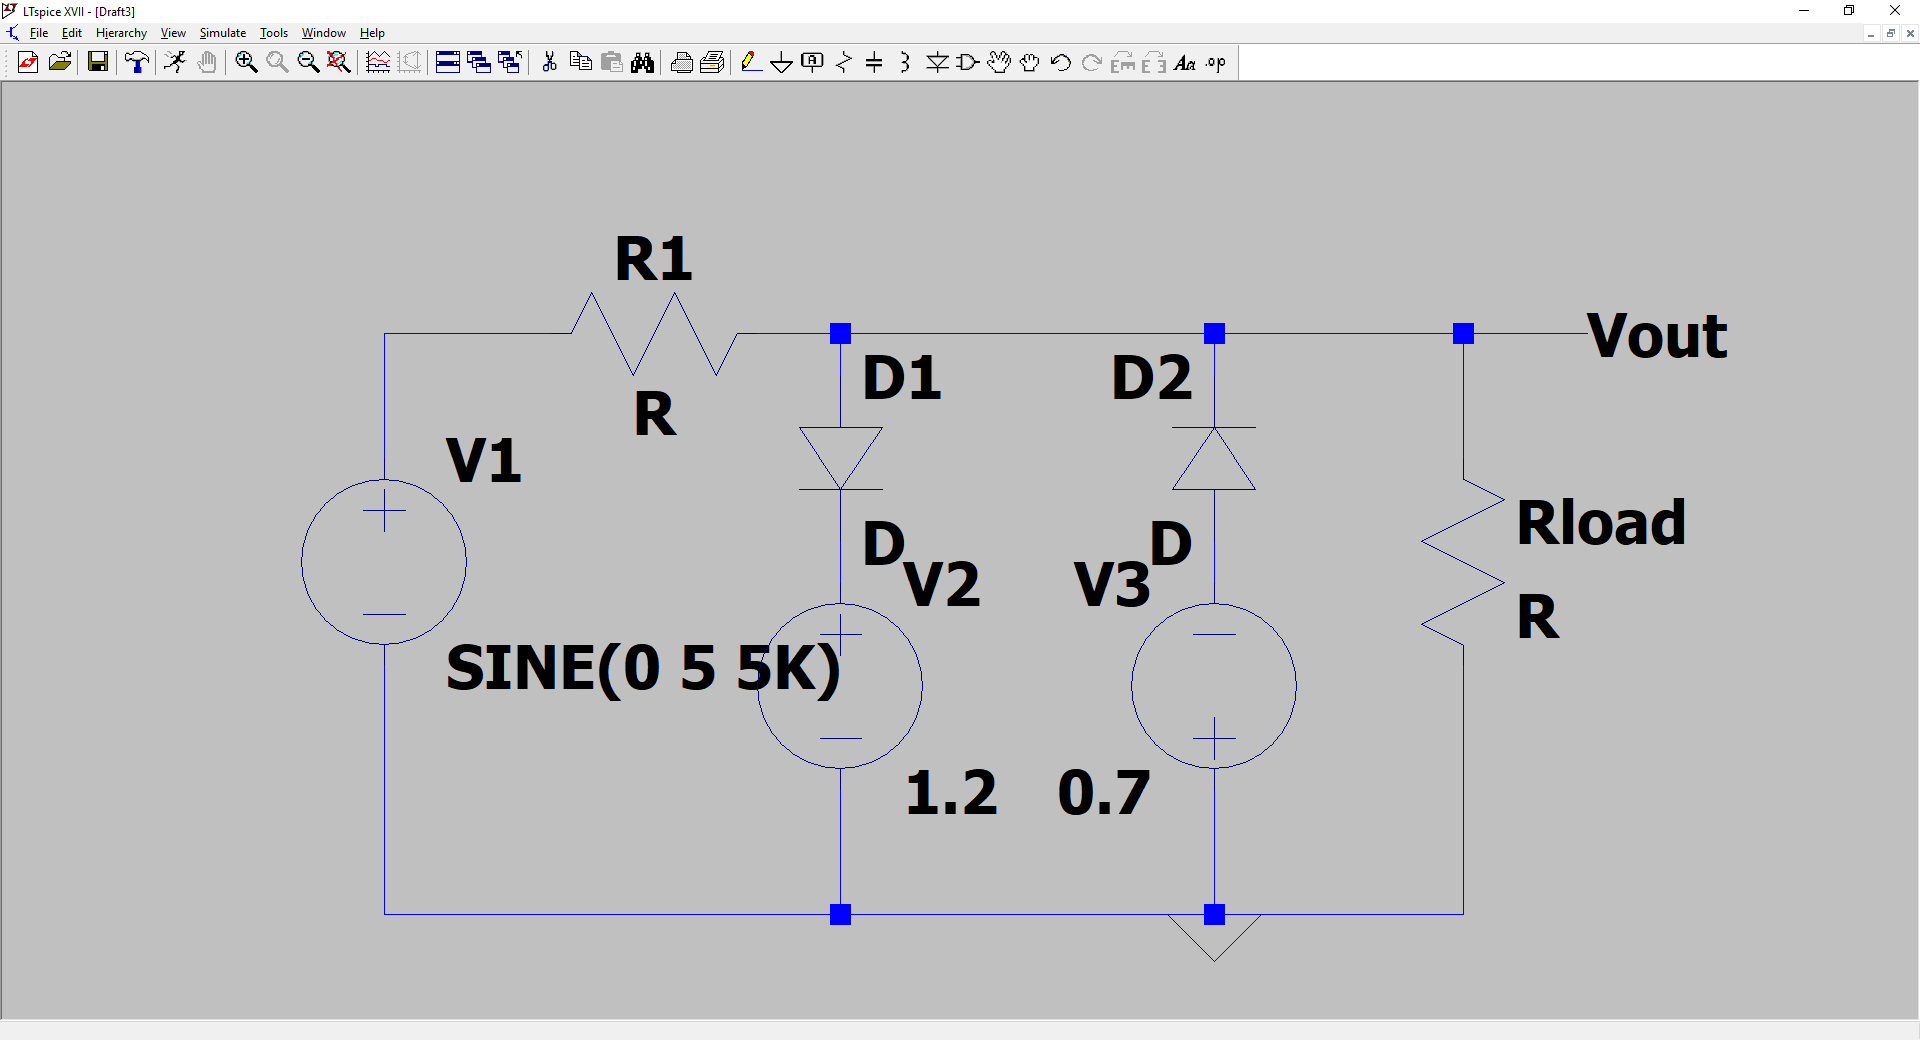 LTspice XVII - [Draft3]
File Edit Hierarchy View Simulate Tools Window Help
.op
R1
R
V1
SINE(0 5 5K)
D1
D
V2
1.2
D2
D
V3
0.7
Vout
Rload
R